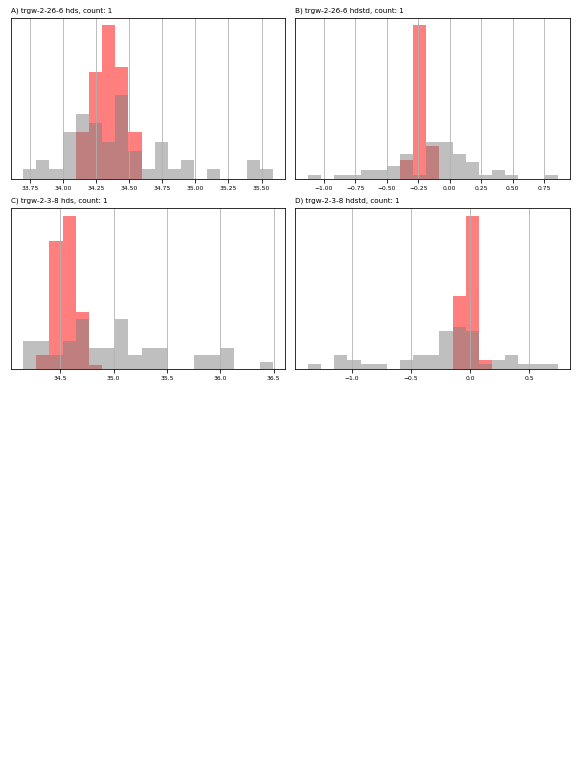 A) trgw-2-26-6 hds, count: 1
B) trgw-2-26-6 hdstd, count: 1
33.75 34.00 34.25 34.50 34.75 35.00 35.25 35.50
−1.00 −0.75 −0.50 −0.25 0.00 0.25 0.50 0.75
C) trgw-2-3-8 hds, count: 1
D) trgw-2-3-8 hdstd, count: 1
34.5 35.0 35.5 36.0 36.5
−1.0 −0.5 0.0 0.5